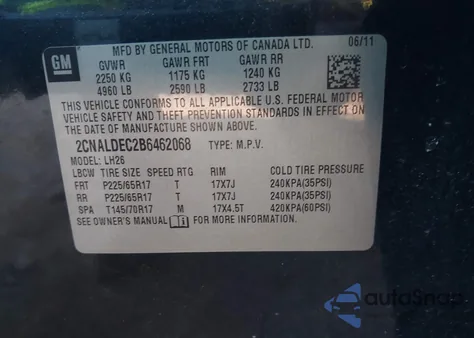 GM
MFD BY GENERAL MOTORS OF CANADA LTD. 06/11
GVWR GAWR FRT GAWR RR
2250 KG 1175 KG 1240 KG
4960 LB 2590 LB 2733 LB
THIS VEHICLE CONFORMS TO ALL APPLICABLE U.S. FEDERAL MOTOR
VEHICLE SAFETY AND THEFT PREVENTION STANDARDS IN EFFECT ON
THE DATE OF MANUFACTURE SHOWN ABOVE.
2CNALDEC2B6462068 TYPE: M.P.V.
MODEL: LH26
LBCW TIRE SIZE SPEED RTG RIM COLD TIRE PRESSURE
FRT P225/65R17 T 17X7J 240KPA(35PSI)
RR P225/65R17 T 17X7J 240KPA(35PSI)
SPA T145/70R17 M 17X4.5T 420KPA(60PSI)
SEE OWNER'S MANUAL FOR MORE INFORMATION.
autoSnap